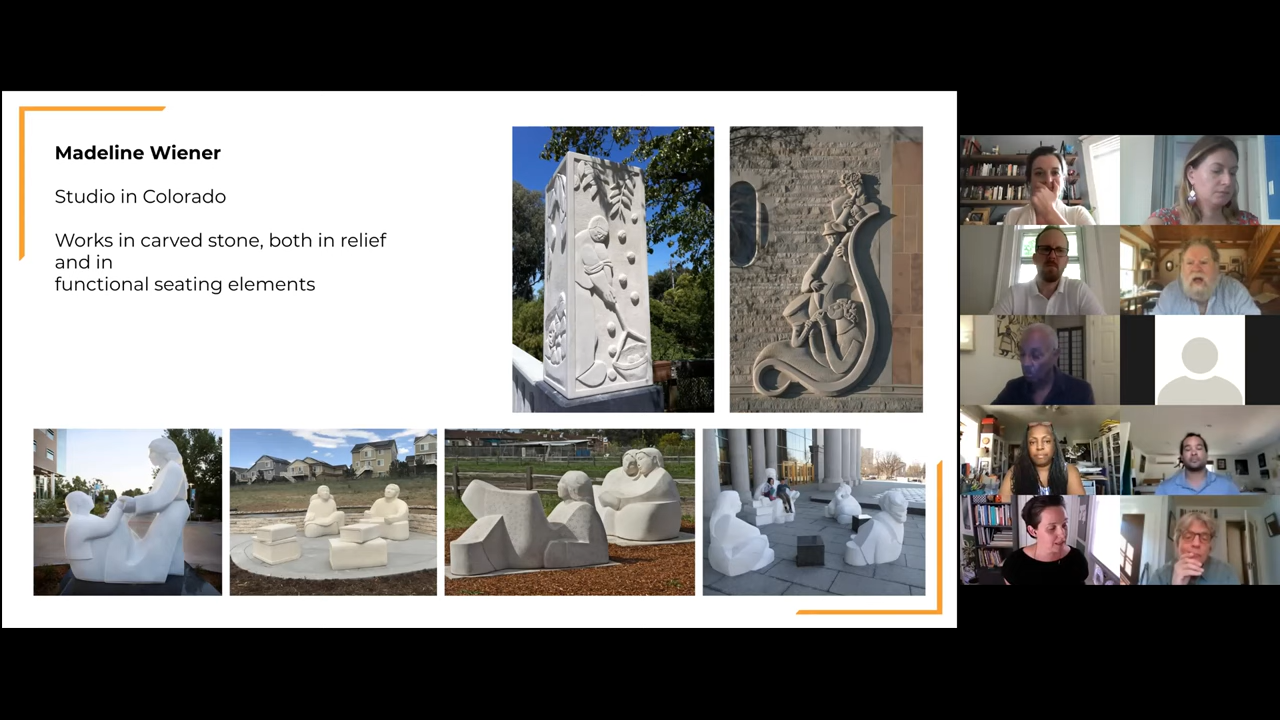 Madeline Wiener
Studio in Colorado
Works in carved stone, both in relief
and in
functional seating elements